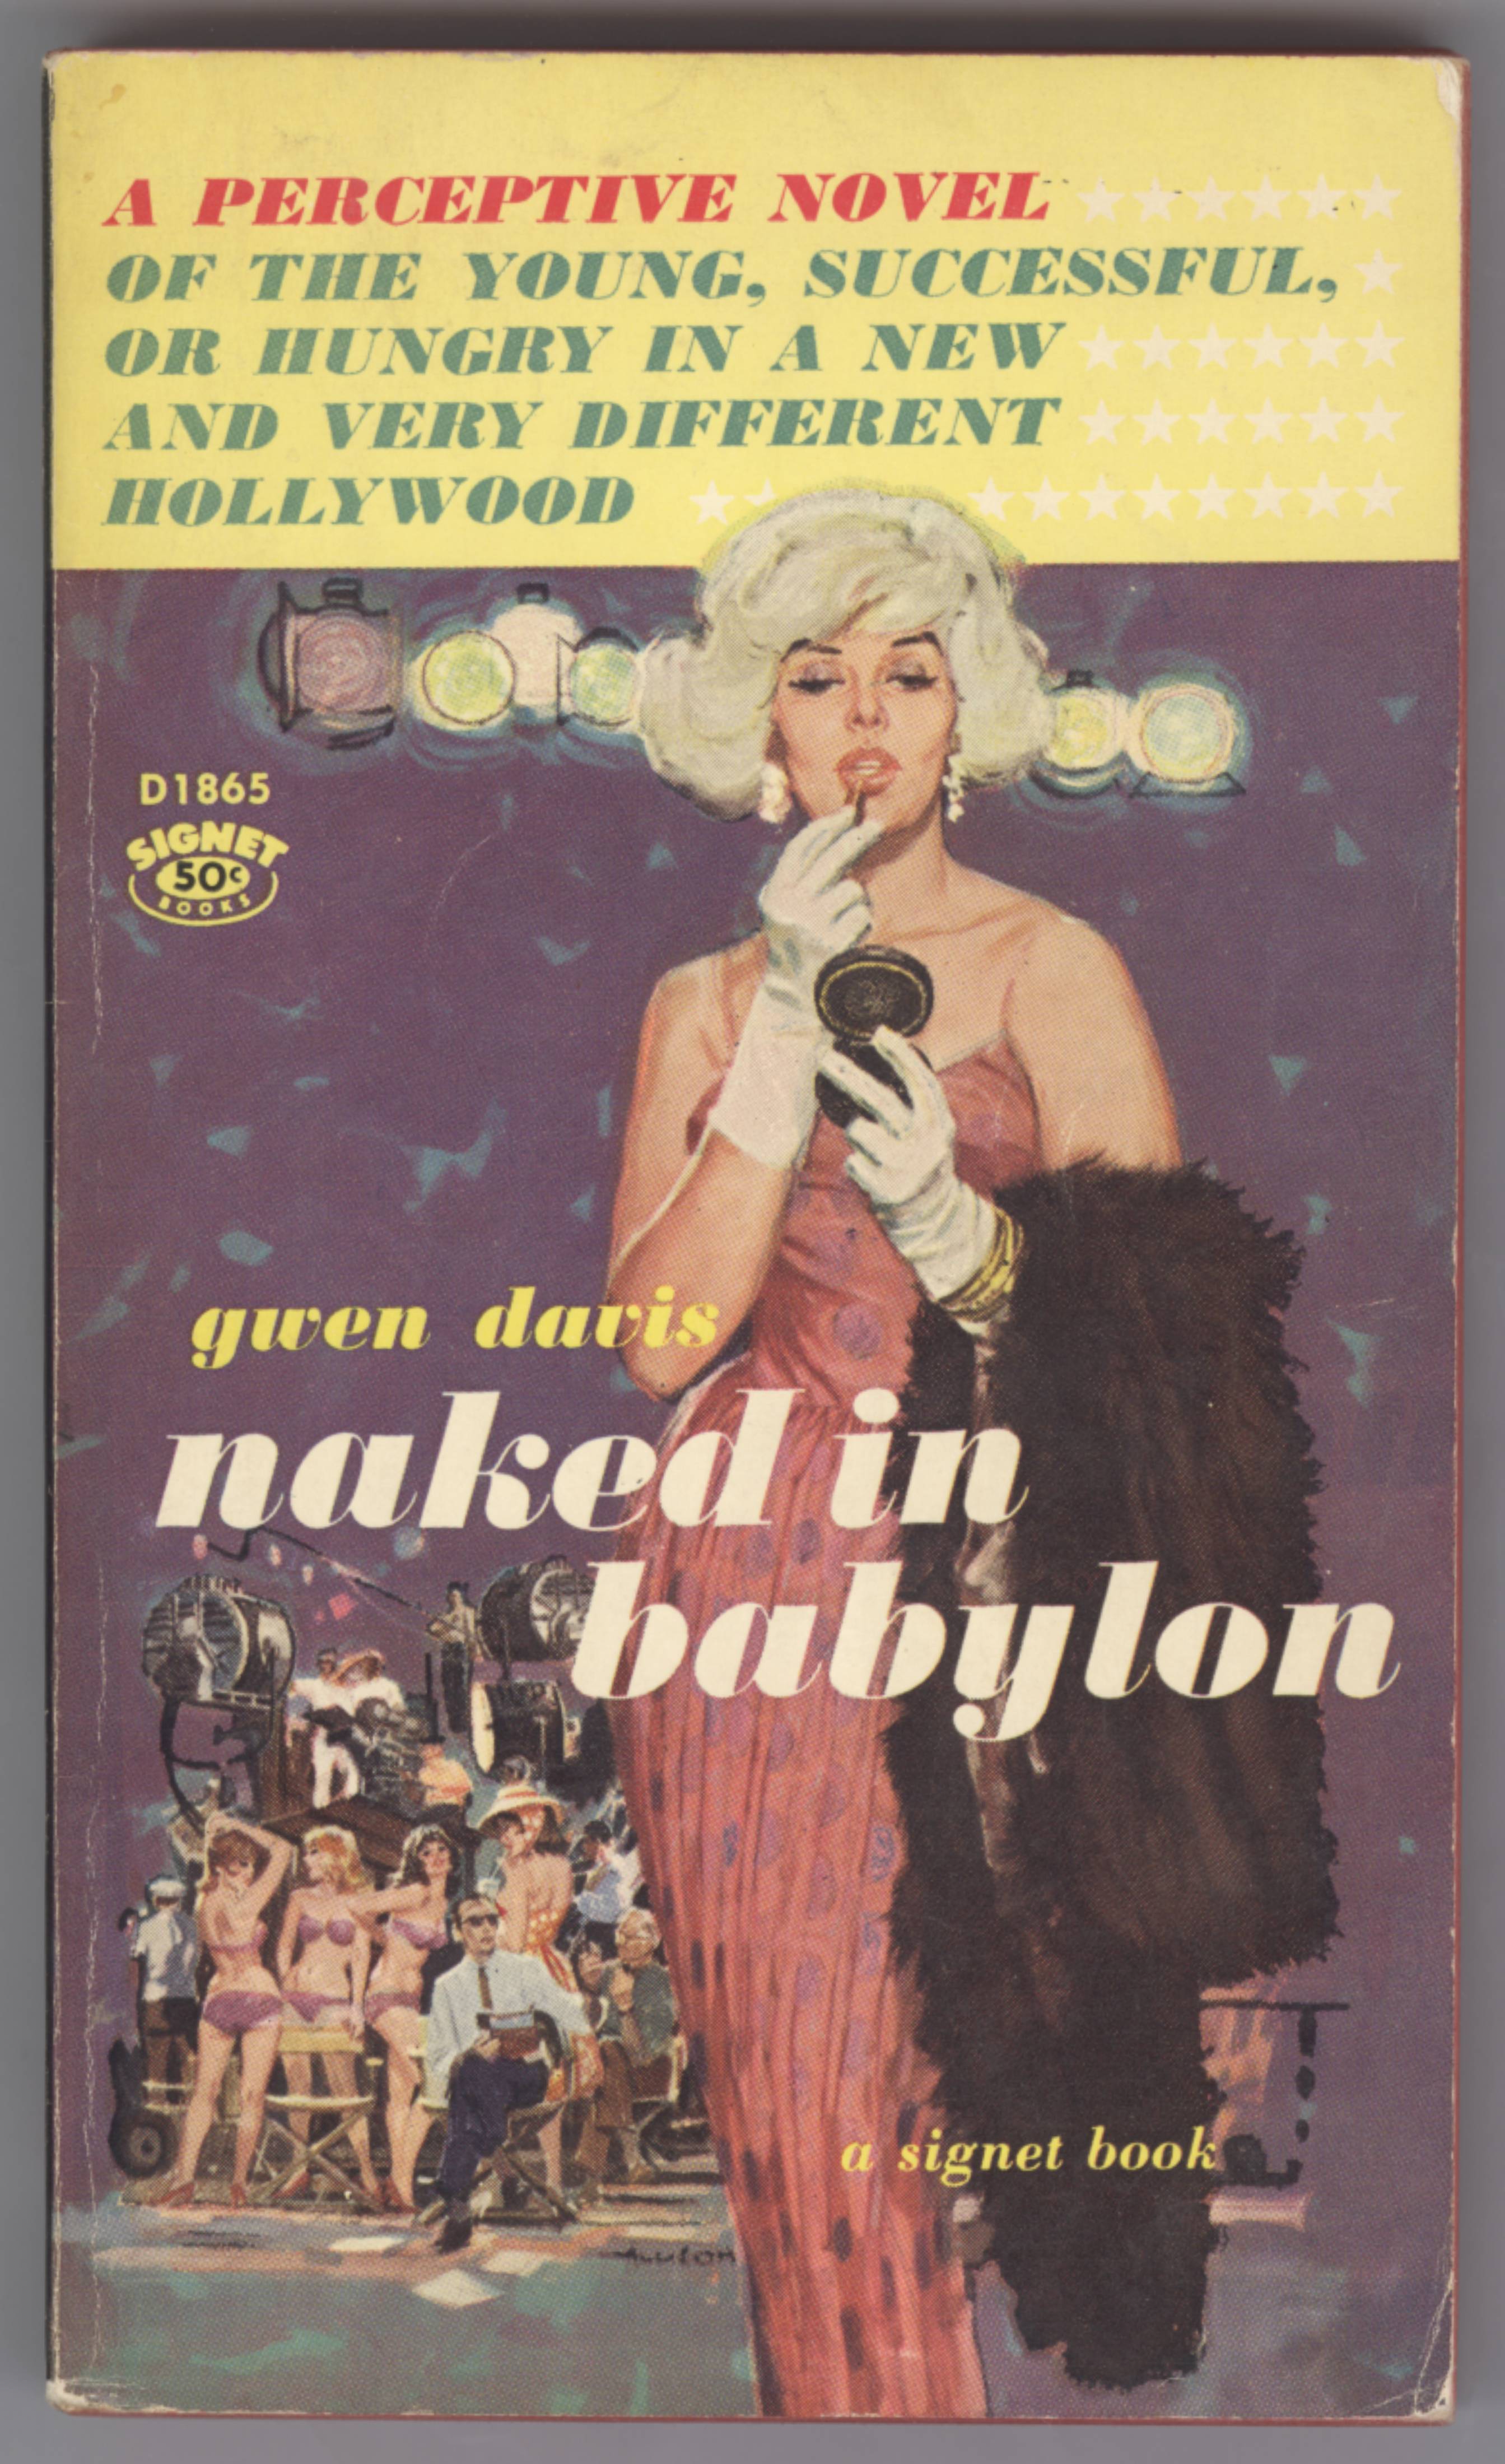 A PERCEPTIVE NOVEL
OF THE YOUNG, SUCCESSFUL,
OR HUNGRY IN A NEW
AND VERY DIFFERENT
HOLLYWOOD
D1865
SIGNET
50¢
BOOKS
gwen davis
naked in
babylon
a signet book